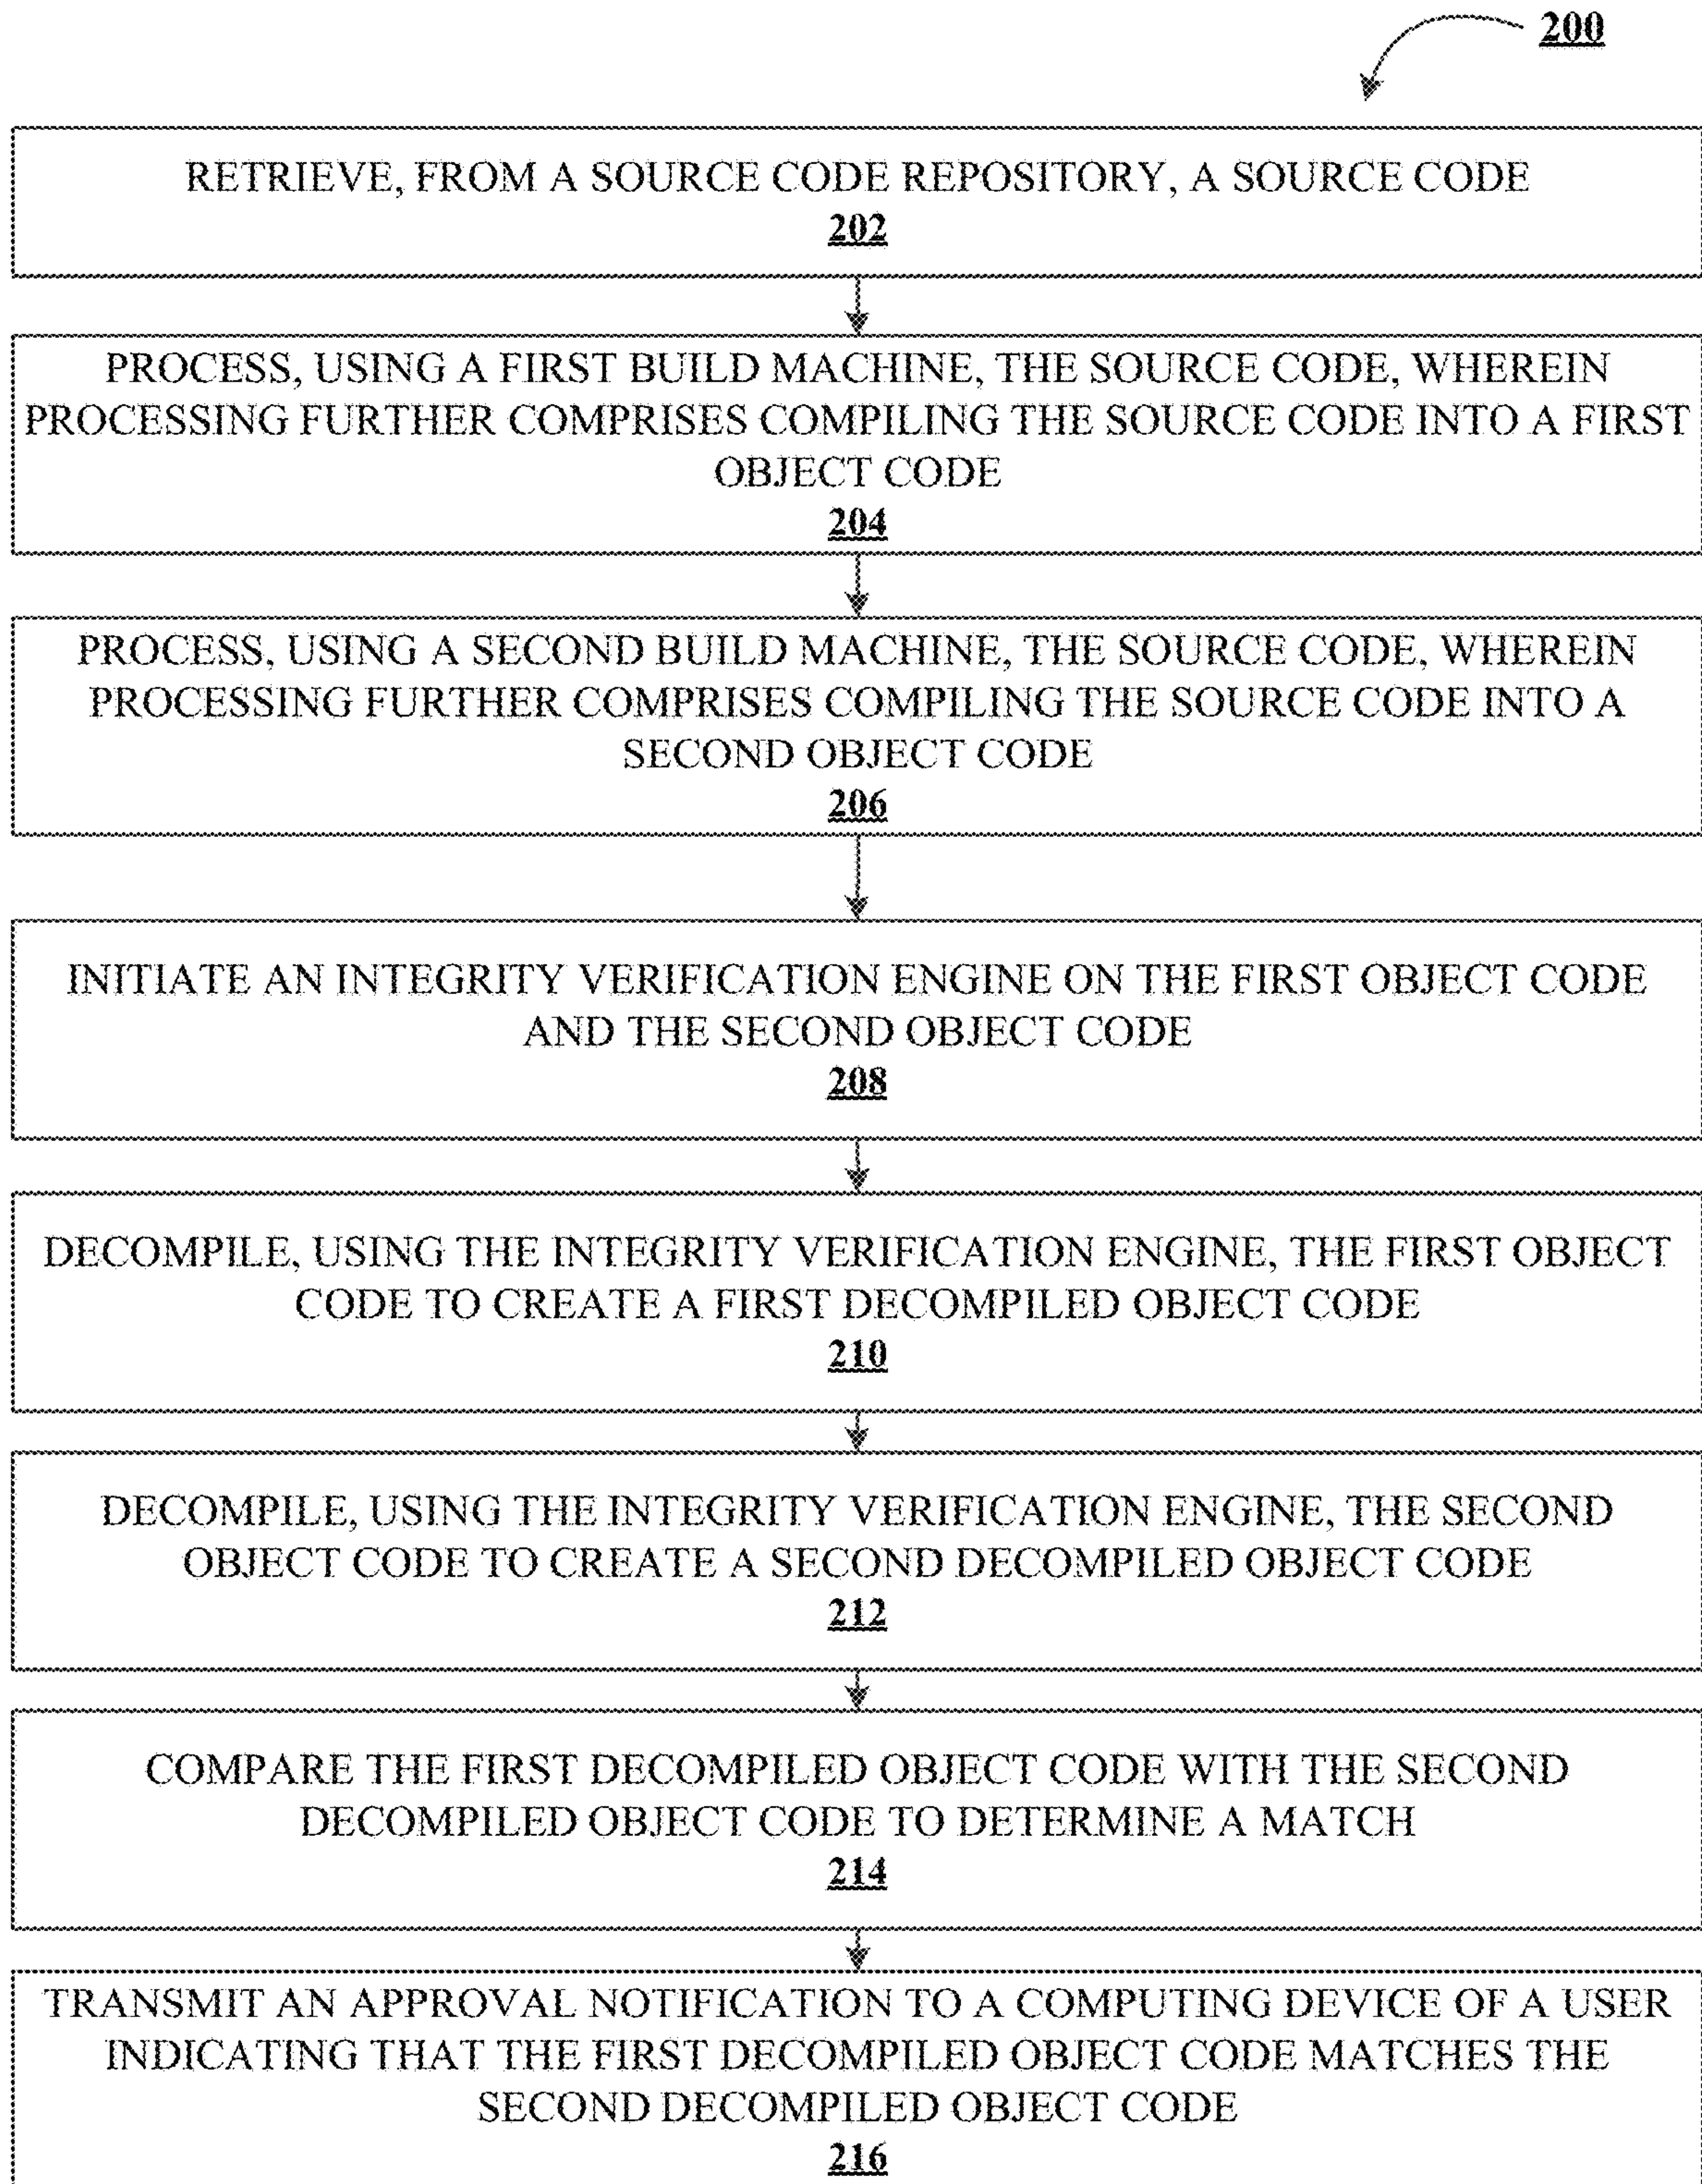 200
RETRIEVE, FROM A SOURCE CODE REPOSITORY, A SOURCE CODE
202
PROCESS, USING A FIRST BUILD MACHINE, THE SOURCE CODE, WHEREIN
PROCESSING FURTHER COMPRISES COMPILING THE SOURCE CODE INTO A FIRST
OBJECT CODE
204
PROCESS, USING A SECOND BUILD MACHINE, THE SOURCE CODE, WHEREIN
PROCESSING FURTHER COMPRISES COMPILING THE SOURCE CODE INTO A
SECOND OBJECT CODE
206
INITIATE AN INTEGRITY VERIFICATION ENGINE ON THE FIRST OBJECT CODE
AND THE SECOND OBJECT CODE
208
DECOMPILE, USING THE INTEGRITY VERIFICATION ENGINE, THE FIRST OBJECT
CODE TO CREATE A FIRST DECOMPILED OBJECT CODE
210
DECOMPILE, USING THE INTEGRITY VERIFICATION ENGINE, THE SECOND
OBJECT CODE TO CREATE A SECOND DECOMPILED OBJECT CODE
212
COMPARE THE FIRST DECOMPILED OBJECT CODE WITH THE SECOND
DECOMPILED OBJECT CODE TO DETERMINE A MATCH
214
TRANSMIT AN APPROVAL NOTIFICATION TO A COMPUTING DEVICE OF A USER
INDICATING THAT THE FIRST DECOMPILED OBJECT CODE MATCHES THE
SECOND DECOMPILED OBJECT CODE
216